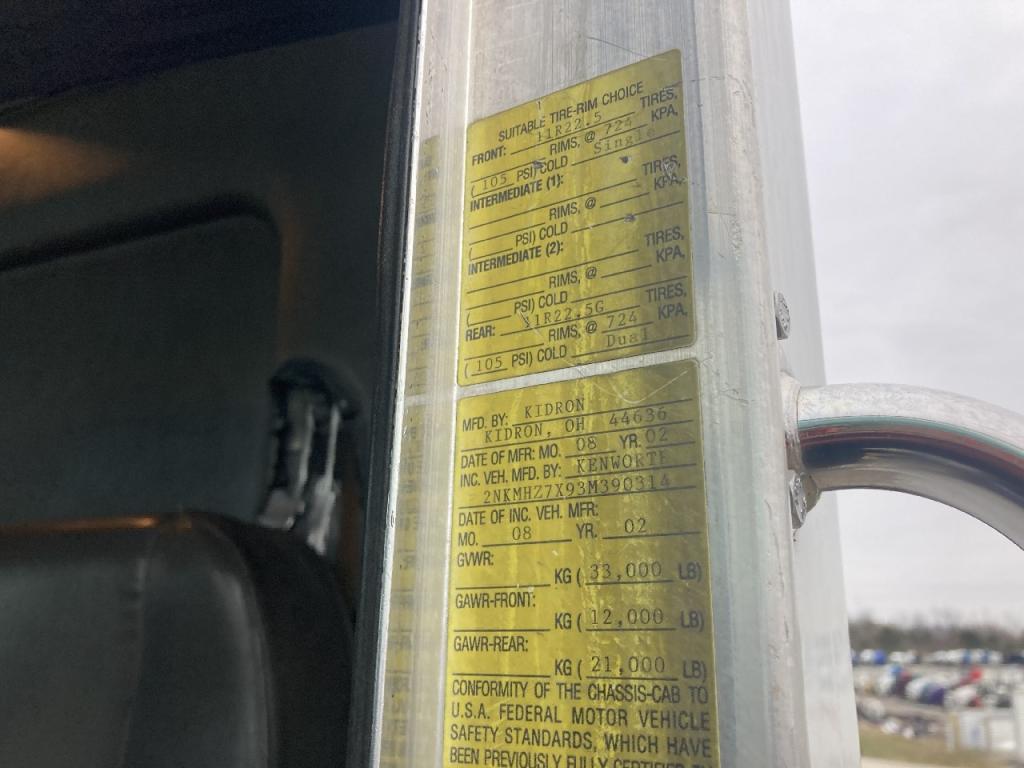 SUITABLE TIRE-RIM CHOICE
FRONT: 11R22.5 TIRES,
RIMS, @ 724 KPA,
(105 PSI) COLD Single
INTERMEDIATE (1): TIRES,
RIMS, @ KPA,
( PSI) COLD
INTERMEDIATE (2): TIRES,
RIMS, @ KPA,
( PSI) COLD
REAR: 11R22.5G TIRES,
RIMS, @ 724 KPA,
(105 PSI) COLD Dual
MFD. BY: KIDRON
KIDRON, OH 44636
DATE OF MFR: MO. 08 YR. 02
INC. VEH. MFD. BY: KENWORTH
2NKMHZ7X93M390314
DATE OF INC. VEH. MFR:
MO. 08 YR. 02
GVWR:
KG (33,000 LB)
GAWR-FRONT:
KG (12,000 LB)
GAWR-REAR:
KG (21,000 LB)
CONFORMITY OF THE CHASSIS-CAB TO
U.S.A. FEDERAL MOTOR VEHICLE
SAFETY STANDARDS, WHICH HAVE
BEEN PREVIOUSLY FULLY CERTIFIED